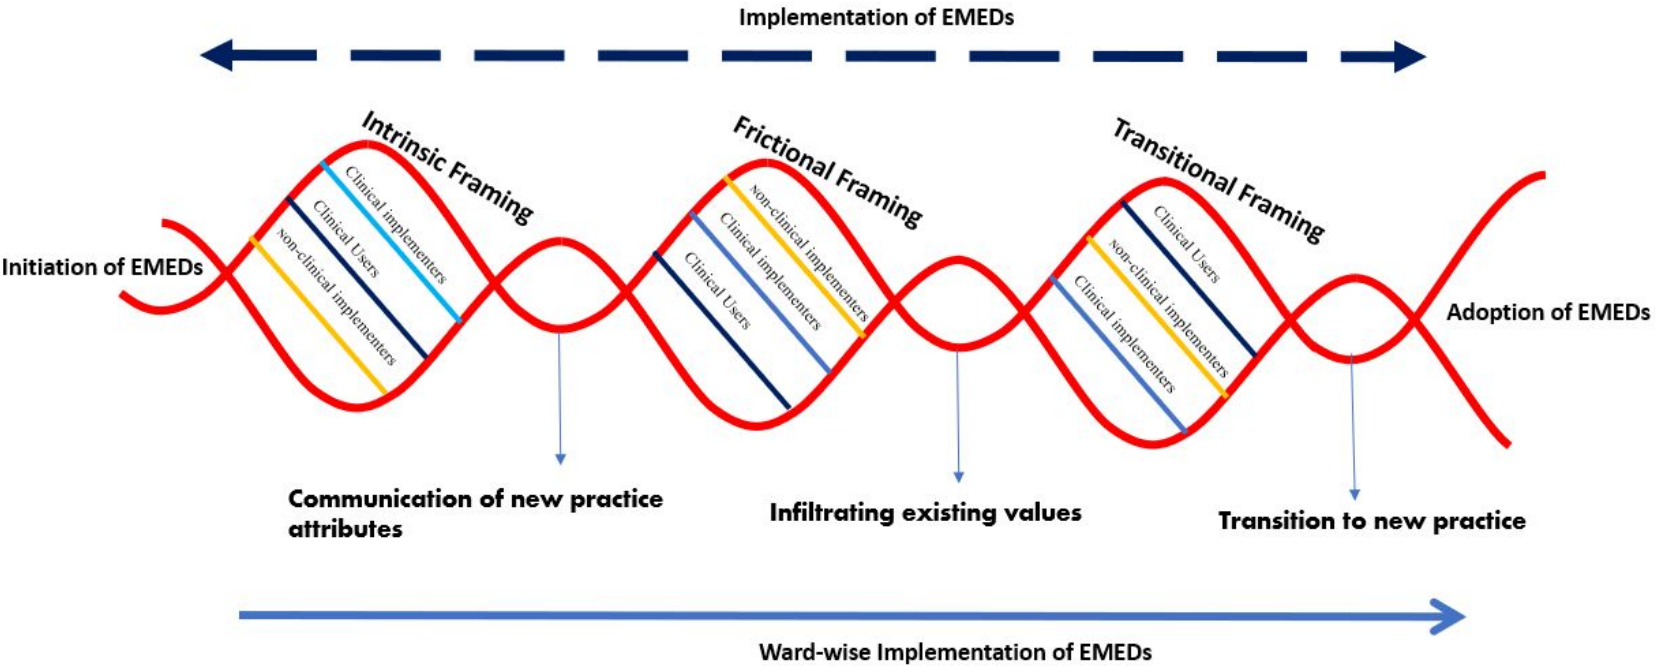 Implementation of EMEDs
Intrinsic Framing
Frictional Framing
Transitional Framing
Clinical implementers
Clinical Users
non-clinical implementers
non-clinical implementers
Clinical implementers
Clinical Users
Clinical Users
non-clinical implementers
Clinical implementers
Initiation of EMEDs
Adoption of EMEDs
Communication of new practice
attributes
Infiltrating existing values
Transition to new practice
Ward-wise Implementation of EMEDs